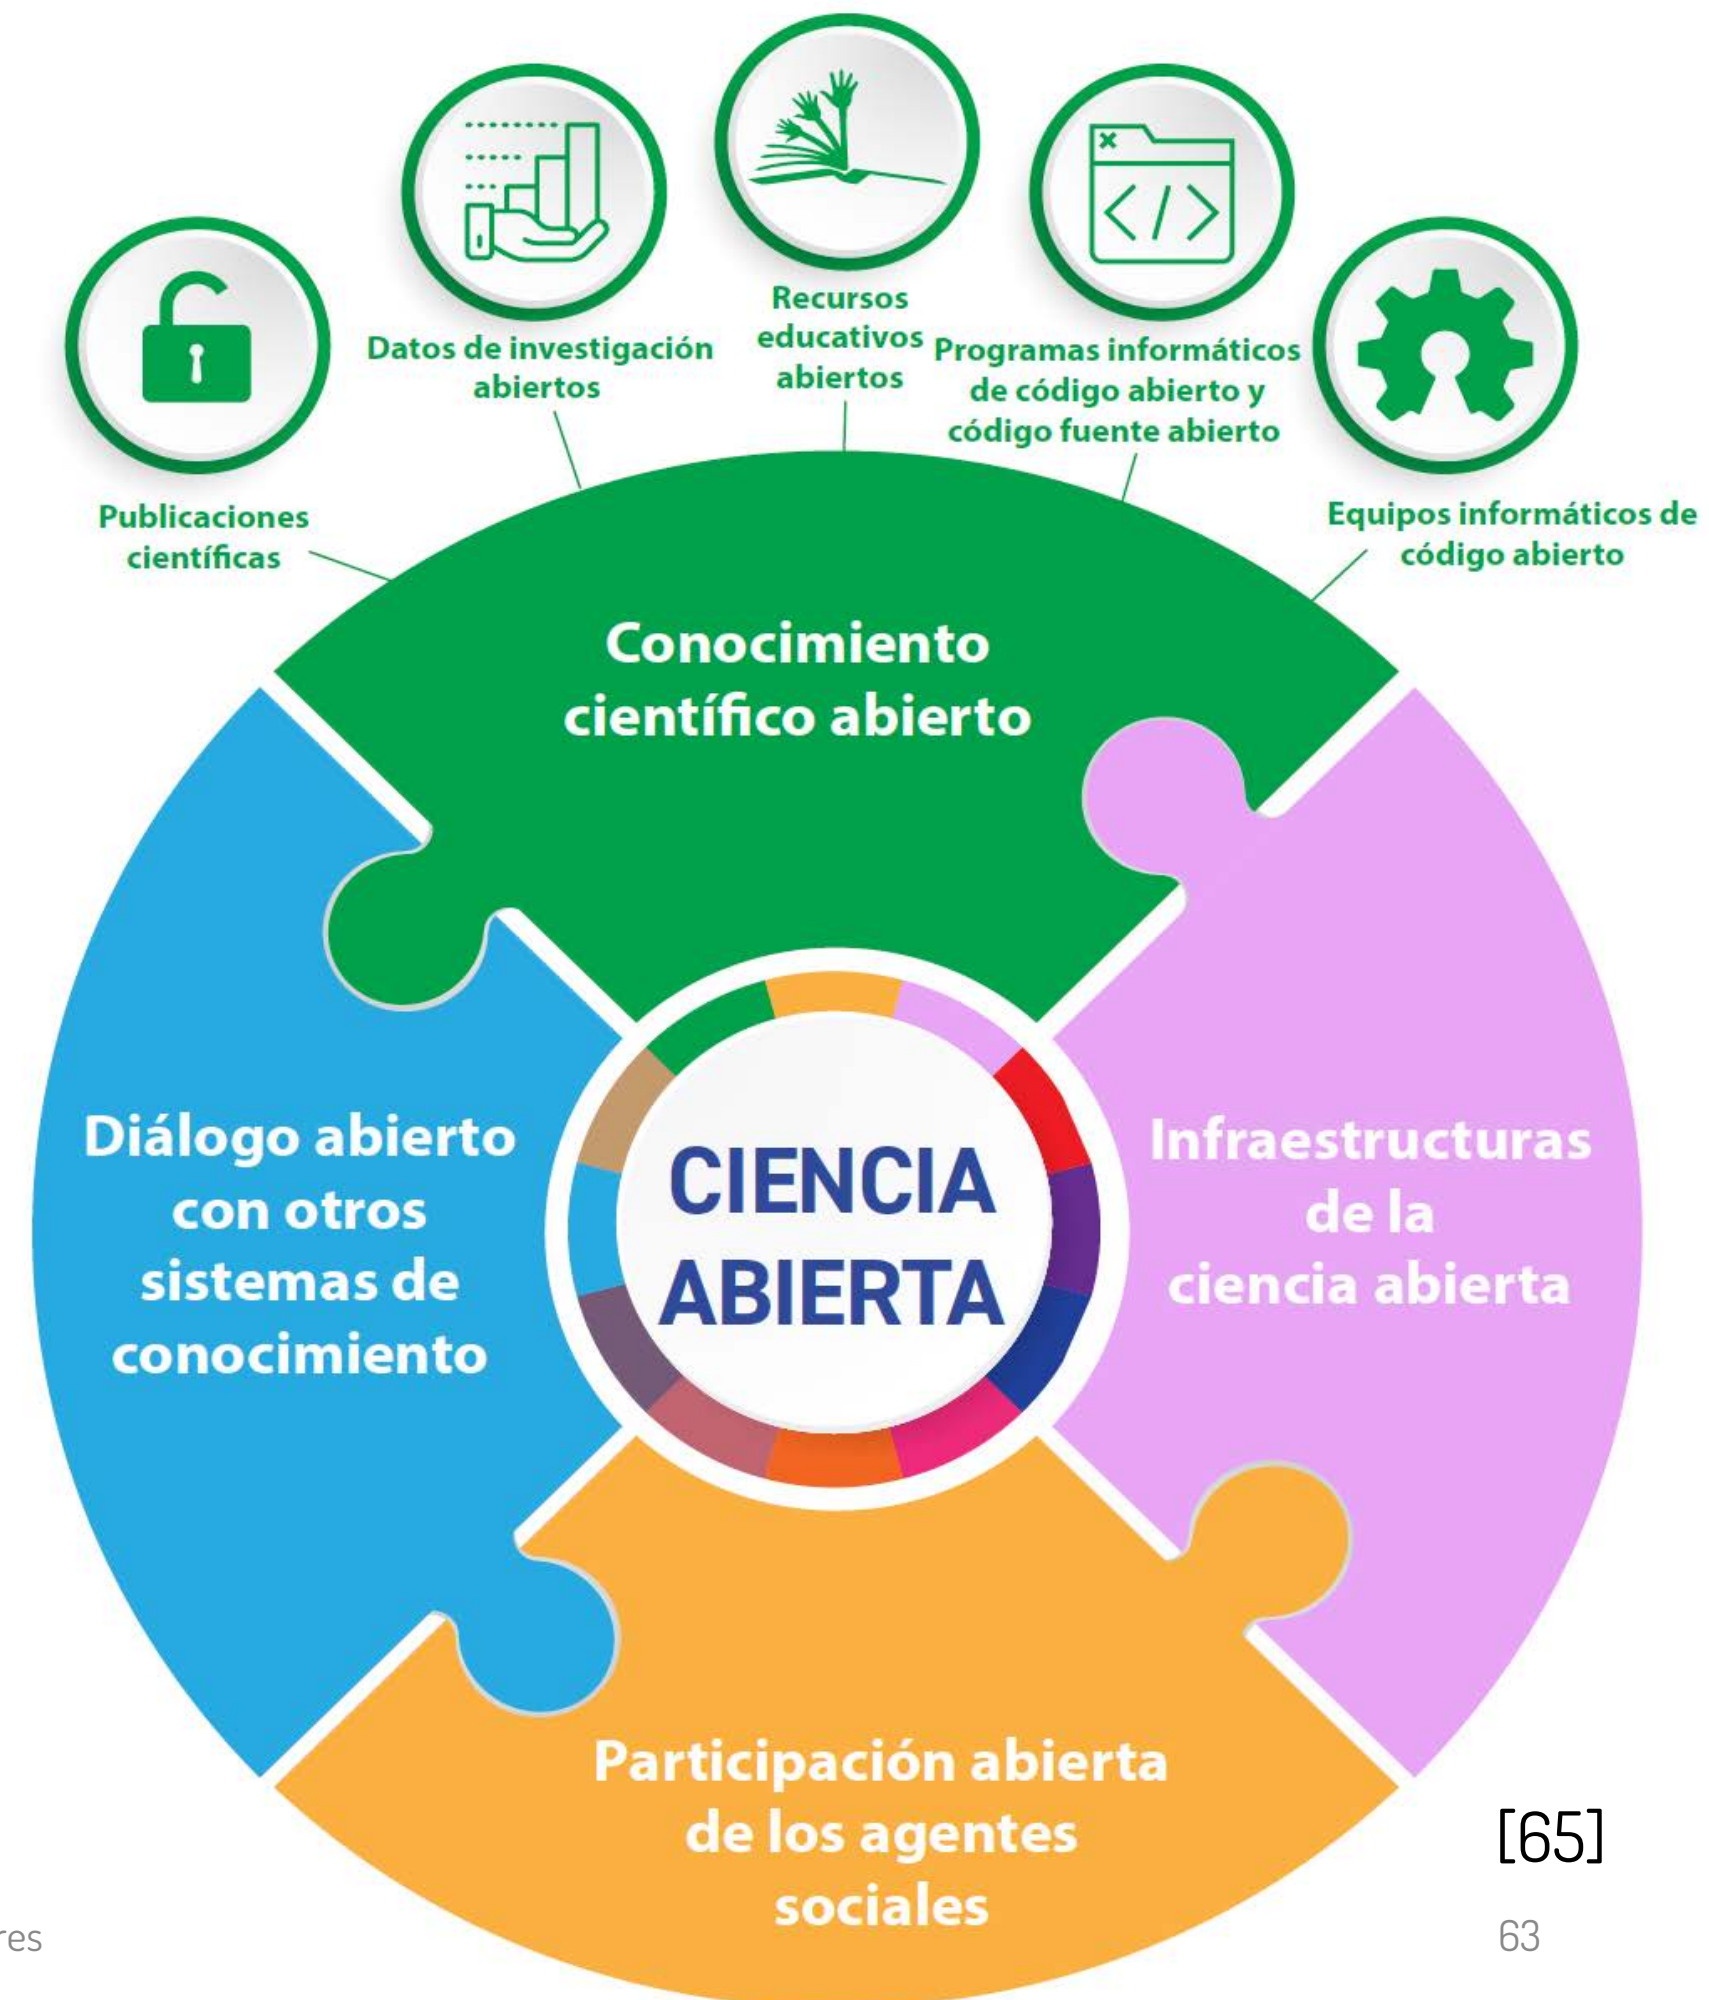 Publicaciones
científicas
Datos de investigación
abiertos
Recursos
educativos
abiertos
Programas informáticos
de código abierto y
código fuente abierto
Equipos informáticos de
código abierto
Conocimiento
científico abierto
Diálogo abierto
con otros
sistemas de
conocimiento
CIENCIA
ABIERTA
Infraestructuras
de la
ciencia abierta
Participación abierta
de los agentes
sociales
[65]
res
63